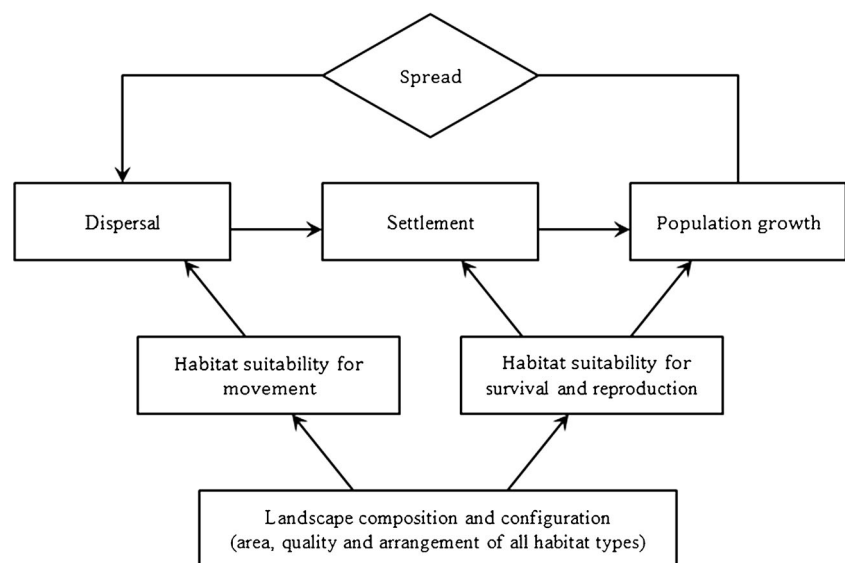 Spread
Dispersal
Settlement
Population growth
Habitat suitability for
movement
Habitat suitability for
survival and reproduction
Landscape composition and configuration
(area, quality and arrangement of all habitat types)